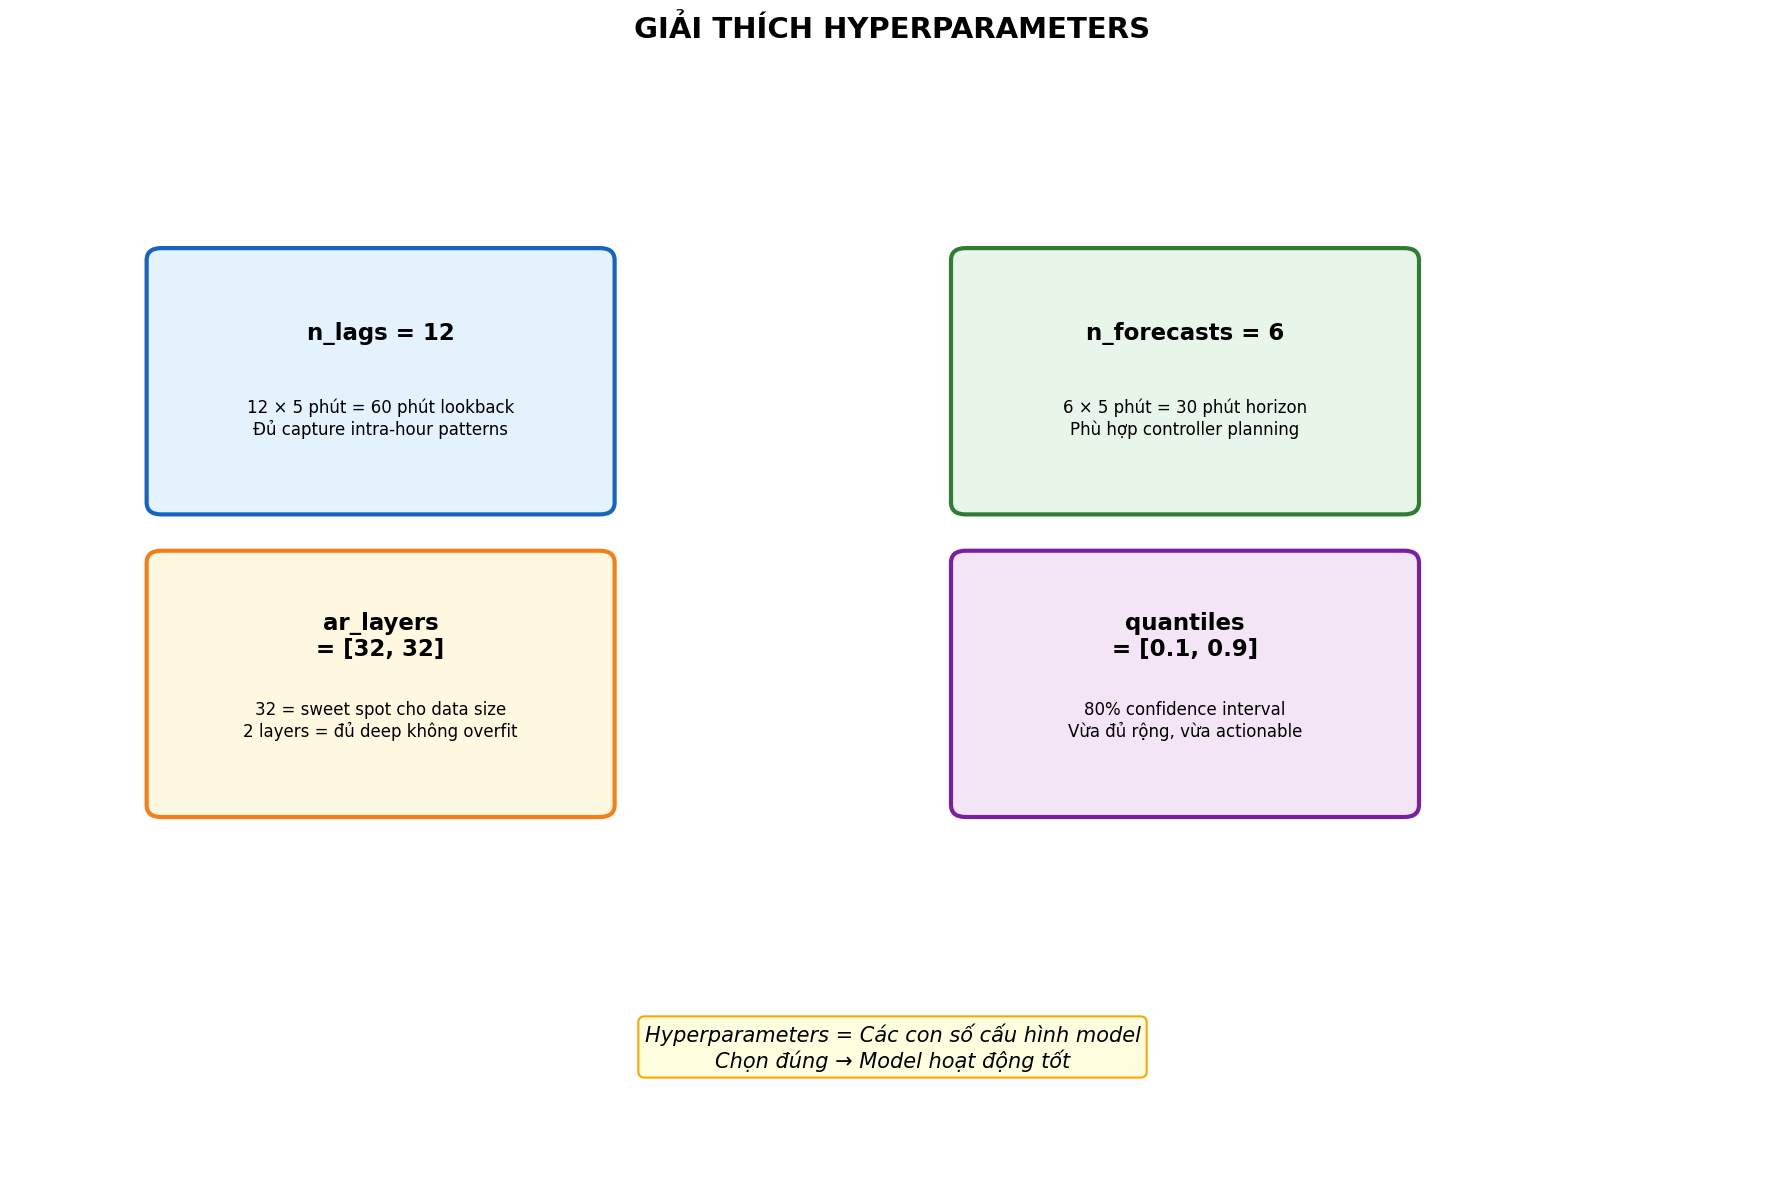 GIẢI THÍCH HYPERPARAMETERS
n_lags = 12
12 × 5 phút = 60 phút lookback
Đủ capture intra-hour patterns
n_forecasts = 6
6 × 5 phút = 30 phút horizon
Phù hợp controller planning
ar_layers
= [32, 32]
32 = sweet spot cho data size
2 layers = đủ deep không overfit
quantiles
= [0.1, 0.9]
80% confidence interval
Vừa đủ rộng, vừa actionable
Hyperparameters = Các con số cấu hình model
Chọn đúng → Model hoạt động tốt